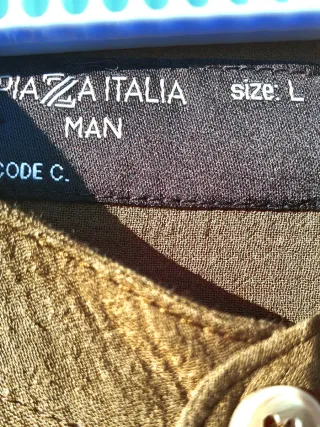 PIAZZA ITALIA size: L
MAN
CODE C.